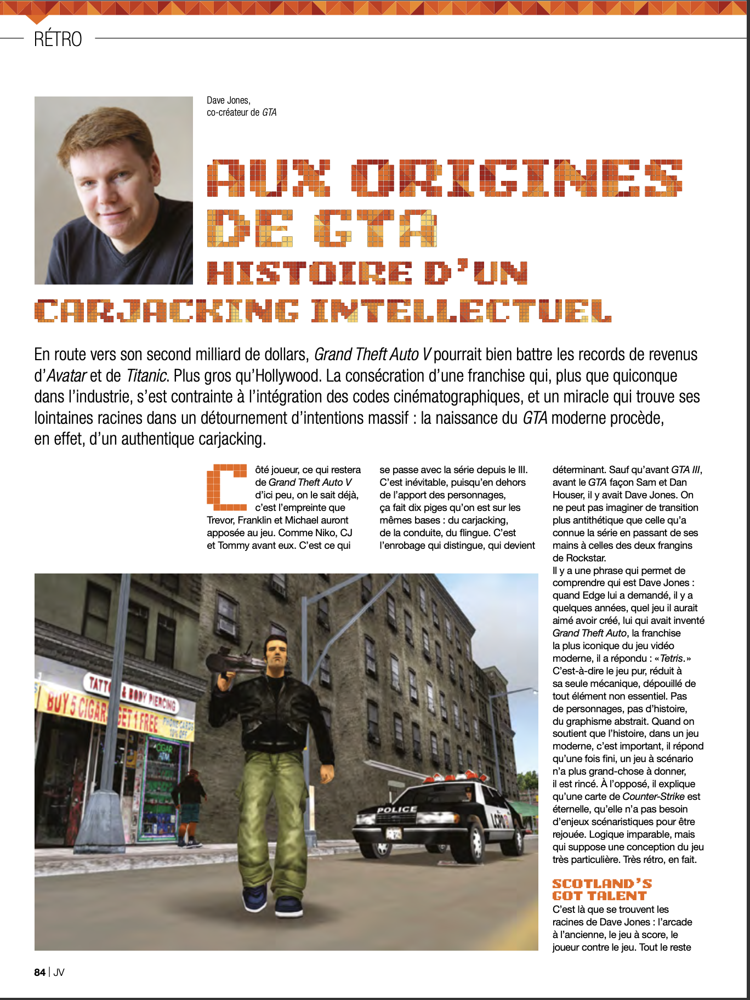 RÉTRO
Dave Jones,
co-créateur de GTA
AUX ORIGINES
DE GTA
HISTOIRE D'UN
CARJACKING INTELLECTUEL
En route vers son second milliard de dollars, Grand Theft Auto V pourrait bien battre les records de revenus
d'Avatar et de Titanic. Plus gros qu'Hollywood. La consécration d'une franchise qui, plus que quiconque
dans l'industrie, s'est contrainte à l'intégration des codes cinématographiques, et un miracle qui trouve ses
lointaines racines dans un détournement d'intentions massif : la naissance du GTA moderne procède,
en effet, d'un authentique carjacking.
Côté joueur, ce qui restera
de Grand Theft Auto V
d'ici peu, on le sait déjà,
c'est l'empreinte que
Trevor, Franklin et Michael auront
apposée au jeu. Comme Niko, CJ
et Tommy avant eux. C'est ce qui
se passe avec la série depuis le III.
C'est inévitable, puisqu'en dehors
de l'apport des personnages,
ça fait dix piges qu'on est sur les
mêmes bases : du carjacking,
de la conduite, du flingue. C'est
l'enrobage qui distingue, qui devient
déterminant. Sauf qu'avant GTA III,
avant le GTA façon Sam et Dan
Houser, il y avait Dave Jones. On
ne peut pas imaginer de transition
plus antithétique que celle qu'a
connue la série en passant de ses
mains à celles des deux frangins
de Rockstar.
Il y a une phrase qui permet de
comprendre qui est Dave Jones :
quand Edge lui a demandé, il y a
quelques années, quel jeu il aurait
aimé avoir créé, lui qui avait inventé
Grand Theft Auto, la franchise
la plus iconique du jeu vidéo
moderne, il a répondu : «Tetris.»
C'est-à-dire le jeu pur, réduit à
sa seule mécanique, dépouillé de
tout élément non essentiel. Pas
de personnages, pas d'histoire,
du graphisme abstrait. Quand on
soutient que l'histoire, dans un jeu
moderne, c'est important, il répond
qu'une fois fini, un jeu à scénario
n'a plus grand-chose à donner,
il est rincé. À l'opposé, il explique
qu'une carte de Counter-Strike est
éternelle, qu'elle n'a pas besoin
d'enjeux scénaristiques pour être
rejouée. Logique imparable, mais
qui suppose une conception du jeu
très particulière. Très rétro, en fait.
SCOTLAND'S
GOT TALENT
C'est là que se trouvent les
racines de Dave Jones : l'arcade
à l'ancienne, le jeu à score, le
joueur contre le jeu. Tout le reste
TATTOO & BODY PIERCING
BUY 5 CIGARS GET 1 FREE
PHONE CARDS
10% OFF
CIGAR
ATM
POLICE
LCPD
84 | JV